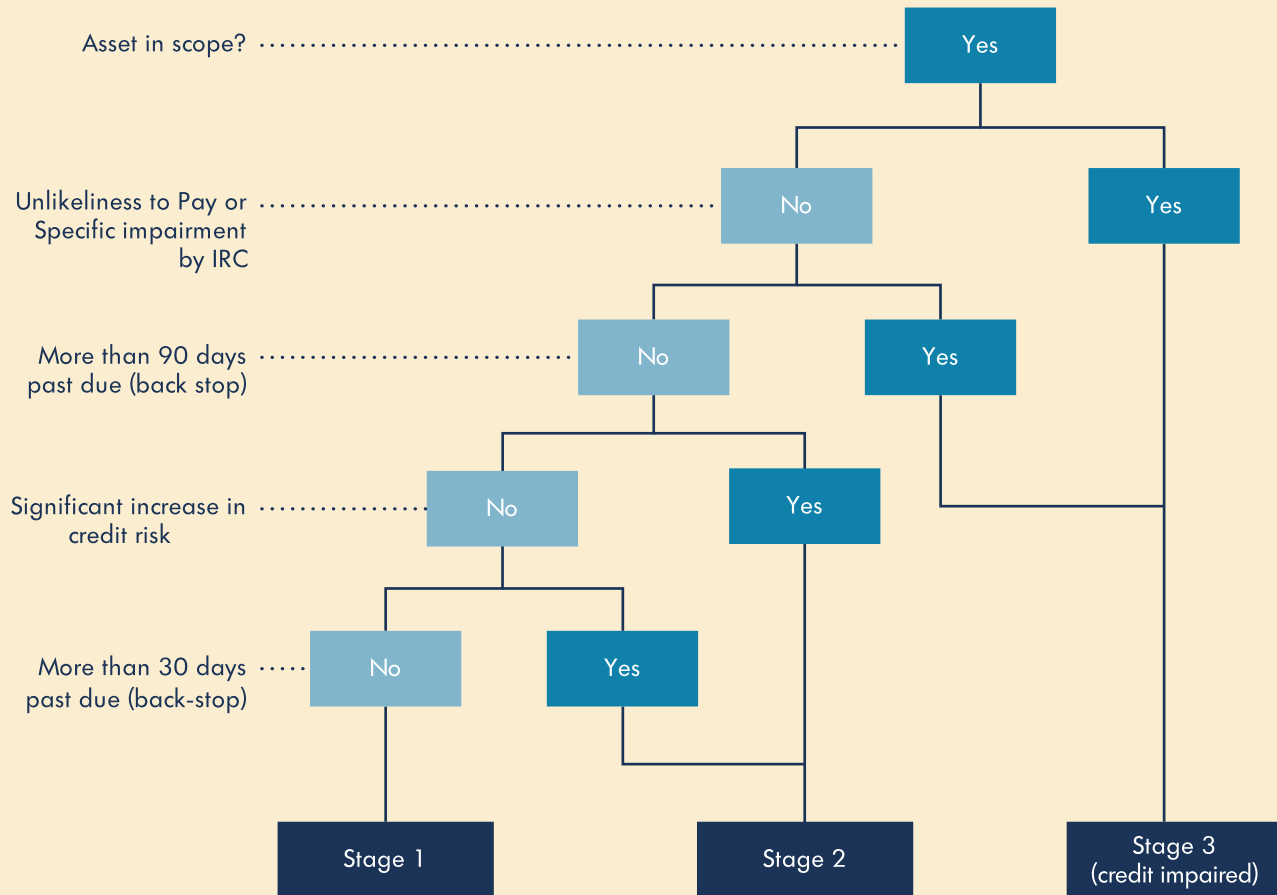 Asset in scope?
Yes
Unlikeliness to Pay or
Specific impairment
by IRC
No
Yes
More than 90 days
past due (back stop)
No
Yes
Significant increase in
credit risk
No
Yes
More than 30 days
past due (back-stop)
No
Yes
Stage 1
Stage 2
Stage 3
(credit impaired)